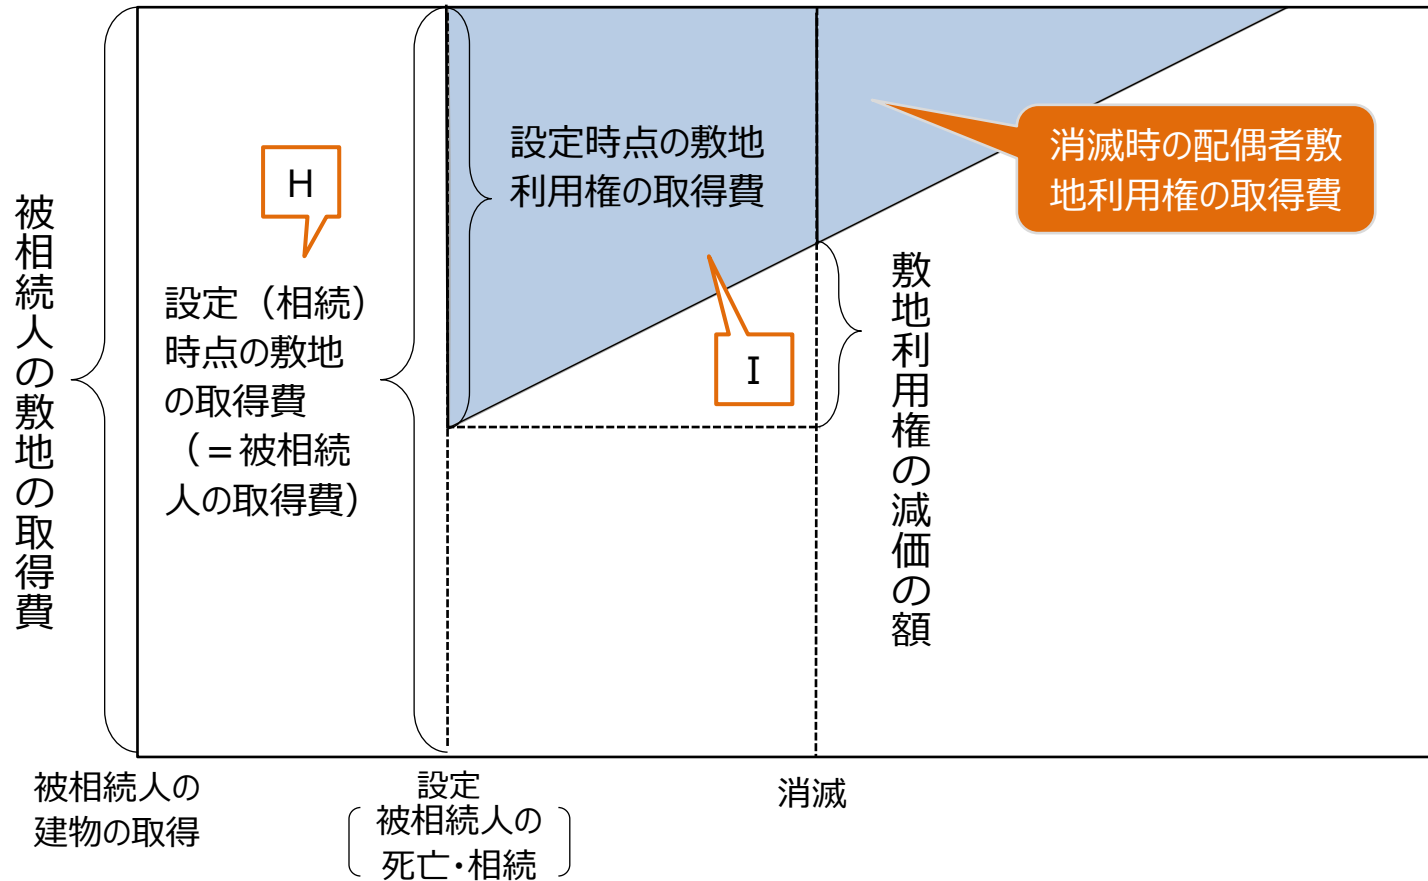 被相続人の敷地の取得費
H
設定（相続）
時点の敷地
の取得費
（＝被相続
人の取得費）
設定時点の敷地
利用権の取得費
I
消滅時の配偶者敷
地利用権の取得費
敷地利用権の減価の額
被相続人の
建物の取得
設定
被相続人の
死亡・相続
消滅